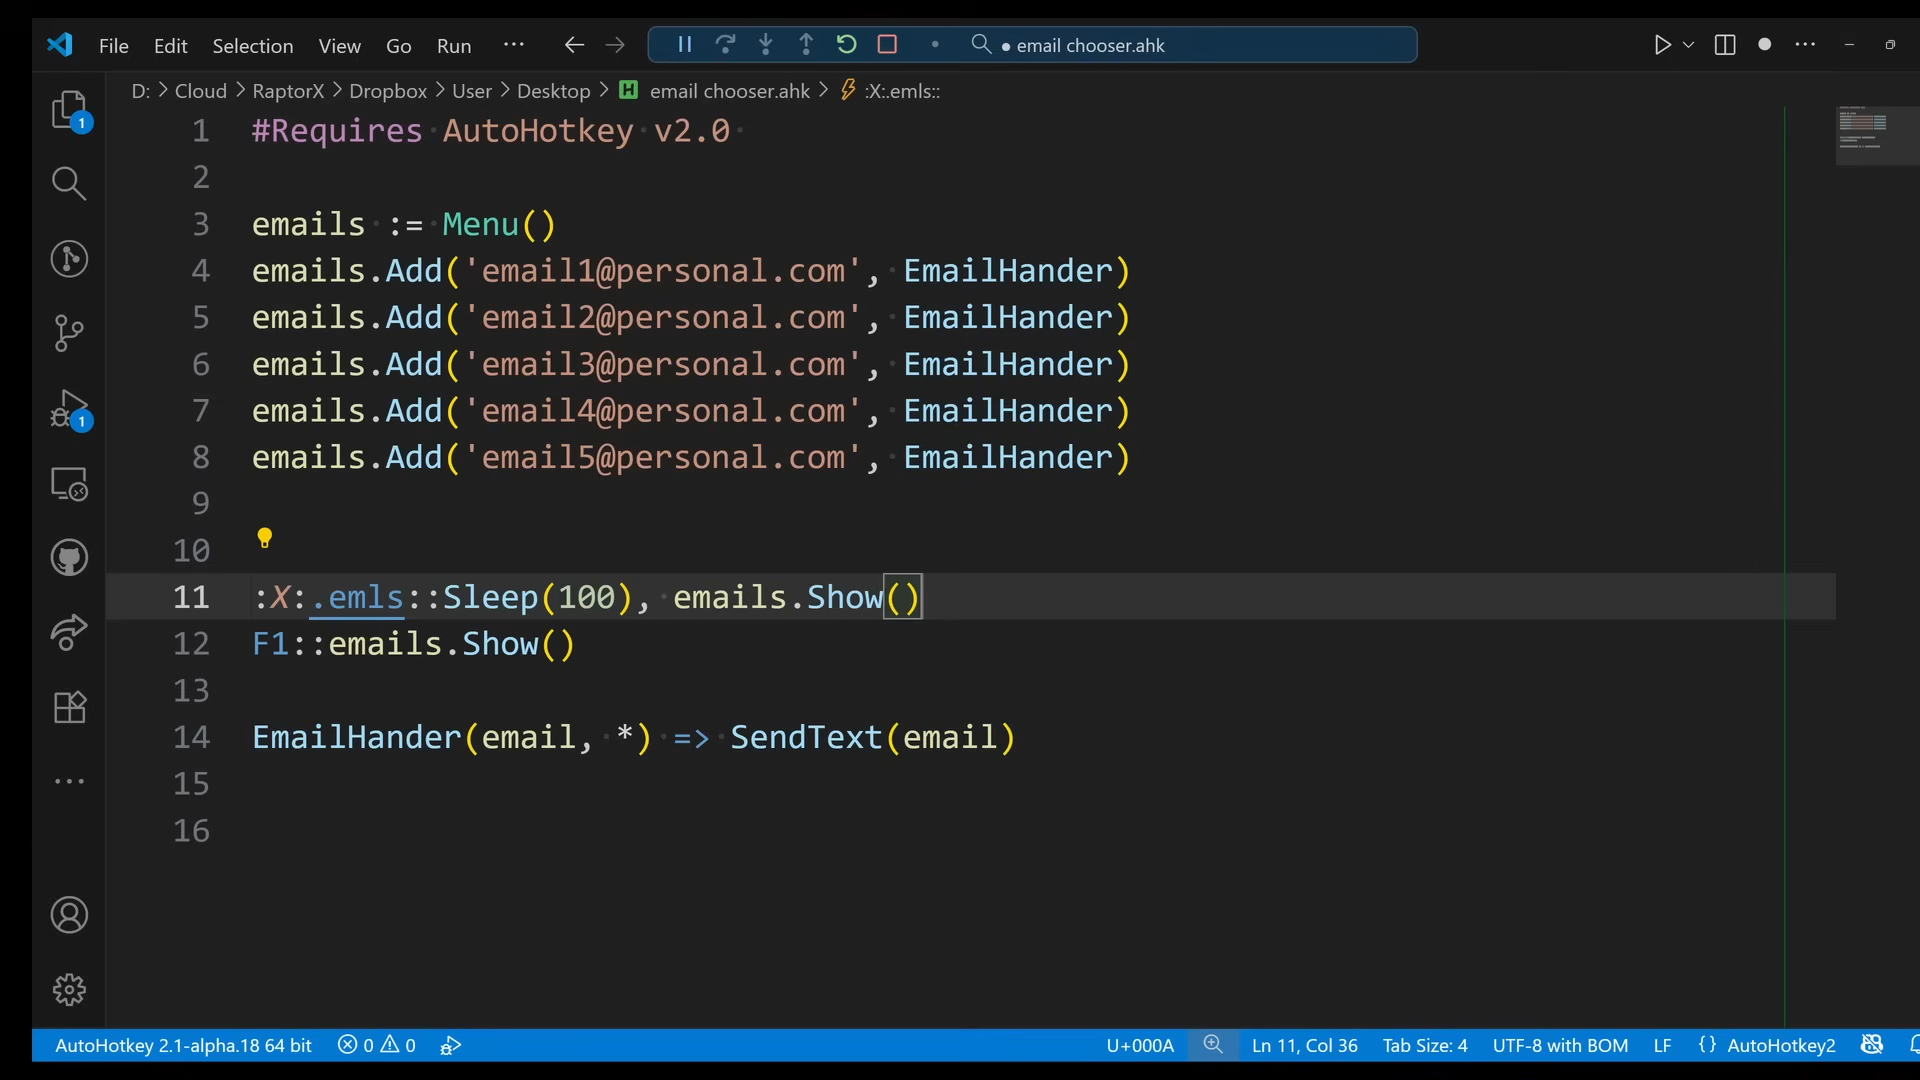 File Edit Selection View Go Run ··· email chooser.ahk
D: > Cloud > RaptorX > Dropbox > User > Desktop > email chooser.ahk > :X:.emls::
1 #Requires AutoHotkey v2.0
2
3 emails := Menu()
4 emails.Add('email1@personal.com', EmailHander)
5 emails.Add('email2@personal.com', EmailHander)
6 emails.Add('email3@personal.com', EmailHander)
7 emails.Add('email4@personal.com', EmailHander)
8 emails.Add('email5@personal.com', EmailHander)
9
10
11 :X:.emls::Sleep(100), emails.Show()
12 F1::emails.Show()
13
14 EmailHander(email, *) => SendText(email)
15
16
1
1
AutoHotkey 2.1-alpha.18 64 bit 0 0 U+000A Ln 11, Col 36 Tab Size: 4 UTF-8 with BOM LF {} AutoHotkey2